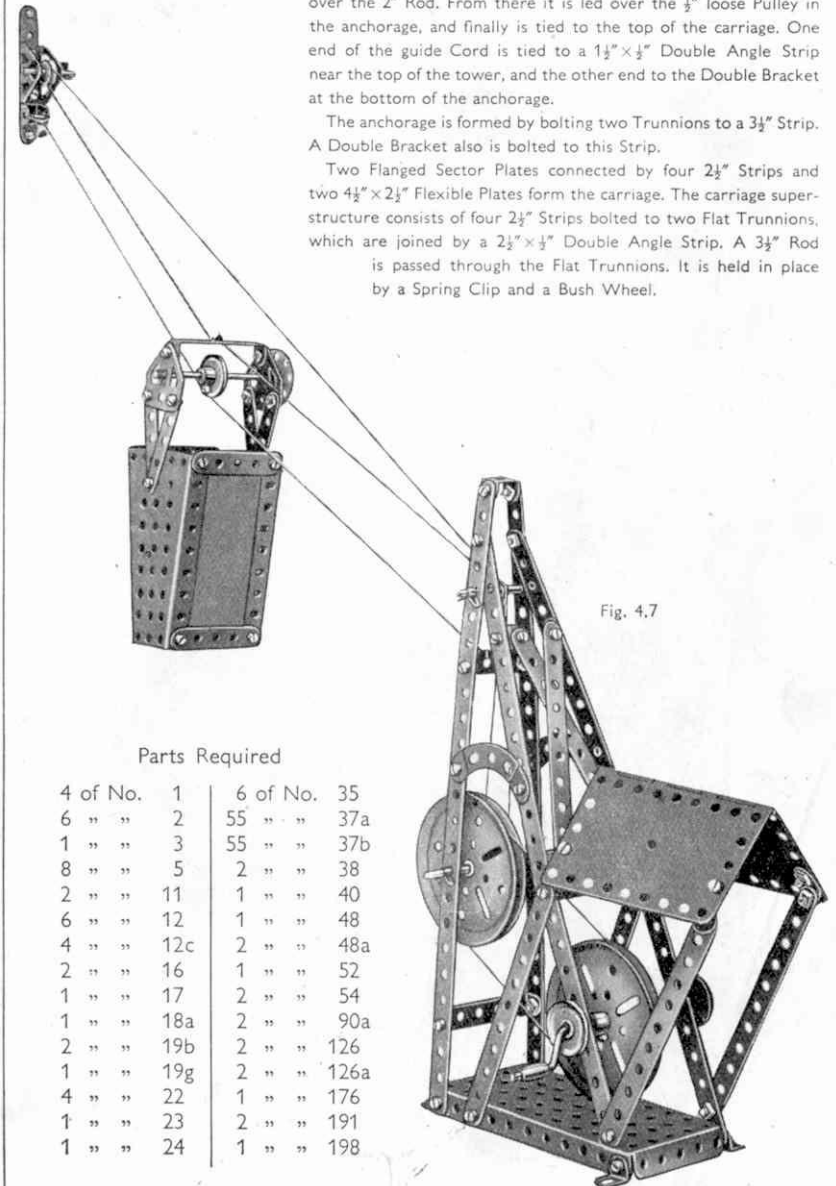 over the 2" Rod. From there it is led over the ½" loose Pulley in
the anchorage, and finally is tied to the top of the carriage. One
end of the guide Cord is tied to a 1½"×½" Double Angle Strip
near the top of the tower, and the other end to the Double Bracket
at the bottom of the anchorage.
The anchorage is formed by bolting two Trunnions to a 3½" Strip.
A Double Bracket also is bolted to this Strip.
Two Flanged Sector Plates connected by four 2½" Strips and
two 4½"×2½" Flexible Plates form the carriage. The carriage super-
structure consists of four 2½" Strips bolted to two Flat Trunnions,
which are joined by a 2½"×½" Double Angle Strip. A 3½" Rod
is passed through the Flat Trunnions. It is held in place
by a Spring Clip and a Bush Wheel.
Fig. 4.7
Parts Required
4 of No. 1 | 6 of No. 35
6 " " 2 | 55 " " 37a
1 " " 3 | 55 " " 37b
8 " " 5 | 2 " " 38
2 " " 11 | 1 " " 40
6 " " 12 | 1 " " 48
4 " " 12c | 2 " " 48a
2 " " 16 | 1 " " 52
1 " " 17 | 2 " " 54
1 " " 18a | 2 " " 90a
2 " " 19b | 2 " " 126
1 " " 19g | 2 " " 126a
4 " " 22 | 1 " " 176
1 " " 23 | 2 " " 191
1 " " 24 | 1 " " 198